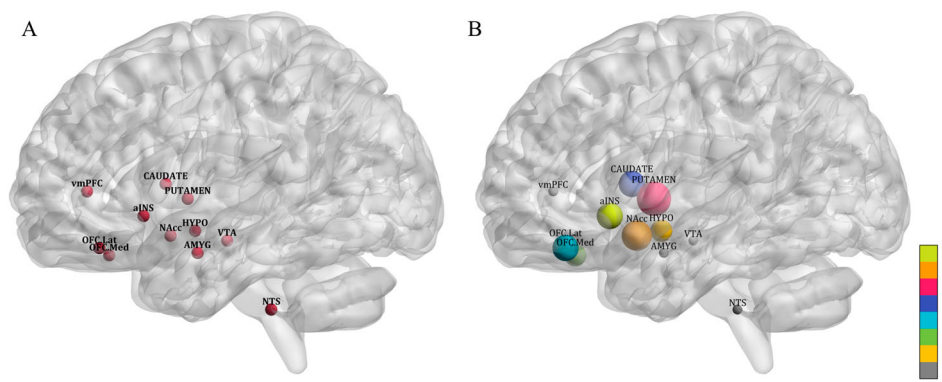 A
CAUDATE
vmPFC
PUTAMEN
aINS
NAcc
HYPO
VTA
OFC.Lat
OFC.Med
AMYG
NTS
B
CAUDATE
vmPFC
PUTAMEN
aINS
NAcc
HYPO
VTA
OFC.Lat
OFC.Med
AMYG
NTS